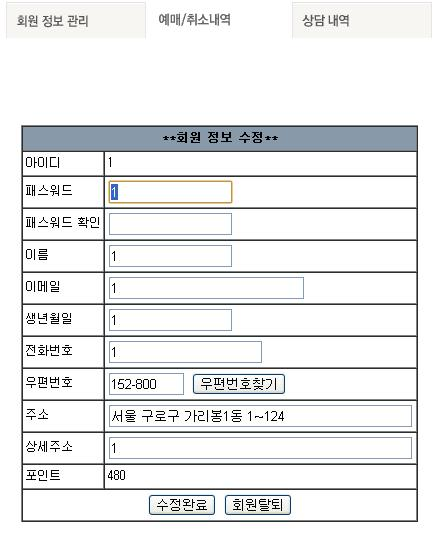 회원 정보 관리 예매/취소내역 상담 내역
**회원 정보 수정**
아이디 1
패스워드 1
패스워드 확인
이름 1
이메일 1
생년월일 1
전화번호 1
우편번호 152-800 우편번호찾기
주소 서울 구로구 가리봉1동 1~124
상세주소 1
포인트 480
수정완료 회원탈퇴